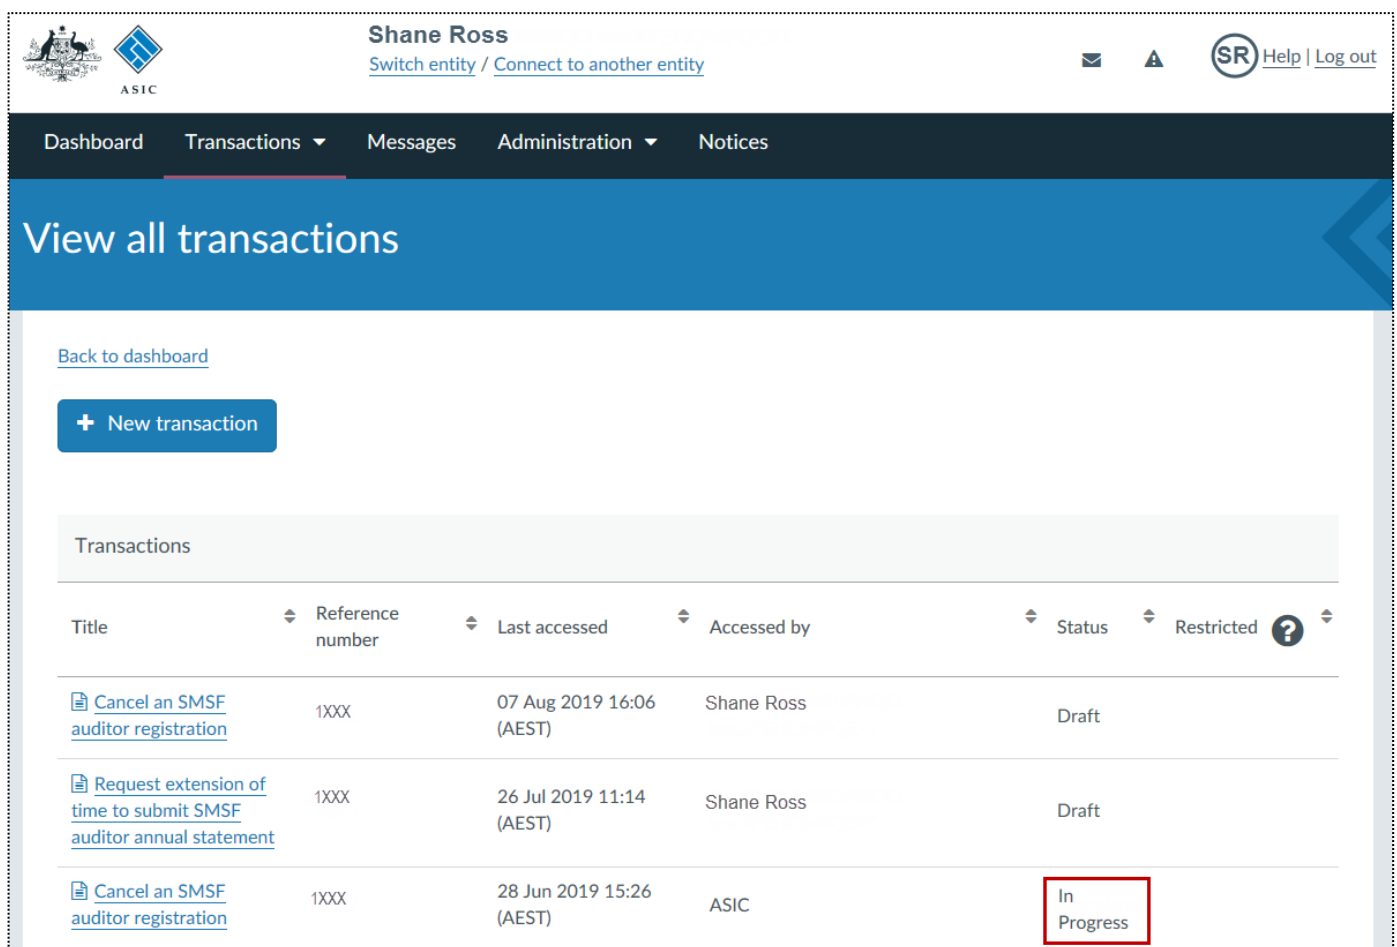 Shane Ross
Switch entity / Connect to another entity
SR Help | Log out
ASIC
Dashboard Transactions Messages Administration Notices
View all transactions
Back to dashboard
+ New transaction
Transactions
Title Reference number Last accessed Accessed by Status Restricted ?
Cancel an SMSF auditor registration 1XXX 07 Aug 2019 16:06 (AEST) Shane Ross Draft
Request extension of time to submit SMSF auditor annual statement 1XXX 26 Jul 2019 11:14 (AEST) Shane Ross Draft
Cancel an SMSF auditor registration 1XXX 28 Jun 2019 15:26 (AEST) ASIC In Progress